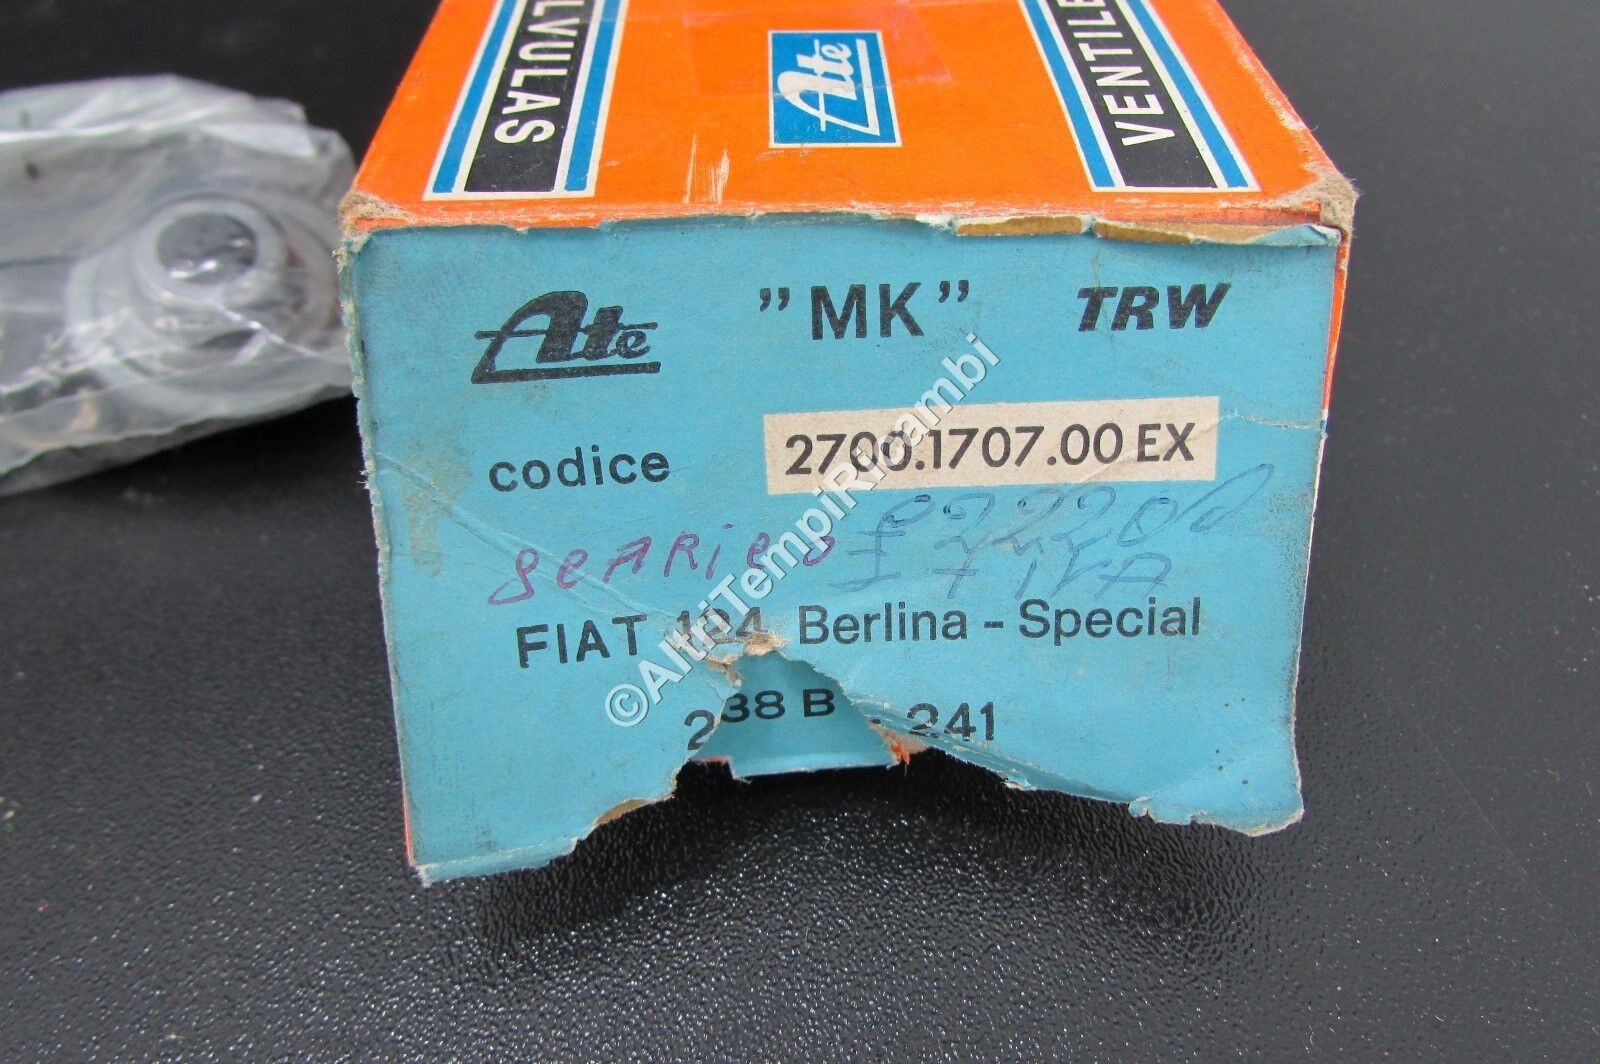 LVULAS
Ate
VENTILE
Ate "MK" TRW
codice 2700.1707.00 EX
SCARICO
FIAT 124 Berlina - Special
238 B - 241
©AltriTempiRicambi